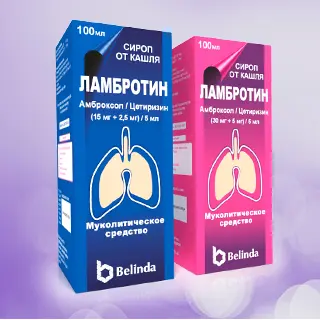 100мл
СИРОП
ОТ КАШЛЯ
ЛАМБРОТИН
Амброксол / Цетиризин
(15 мг + 2,5 мг) / 5 мл
Муколитическое
средство
Belinda
100мл
СИРОП
ОТ КАШЛЯ
ЛАМБРОТИН
Амброксол / Цетиризин
(30 мг + 5 мг) / 5 мл
Муколитическое
средство
Belinda